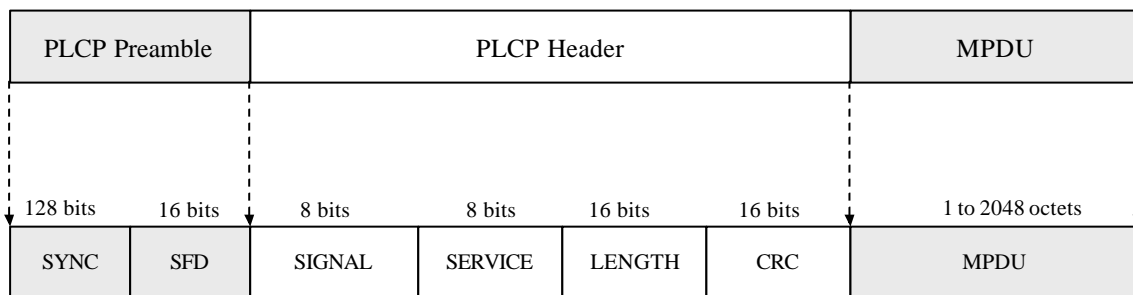 PLCP Preamble PLCP Header MPDU
128 bits 16 bits 8 bits 8 bits 16 bits 16 bits 1 to 2048 octets
SYNC SFD SIGNAL SERVICE LENGTH CRC MPDU